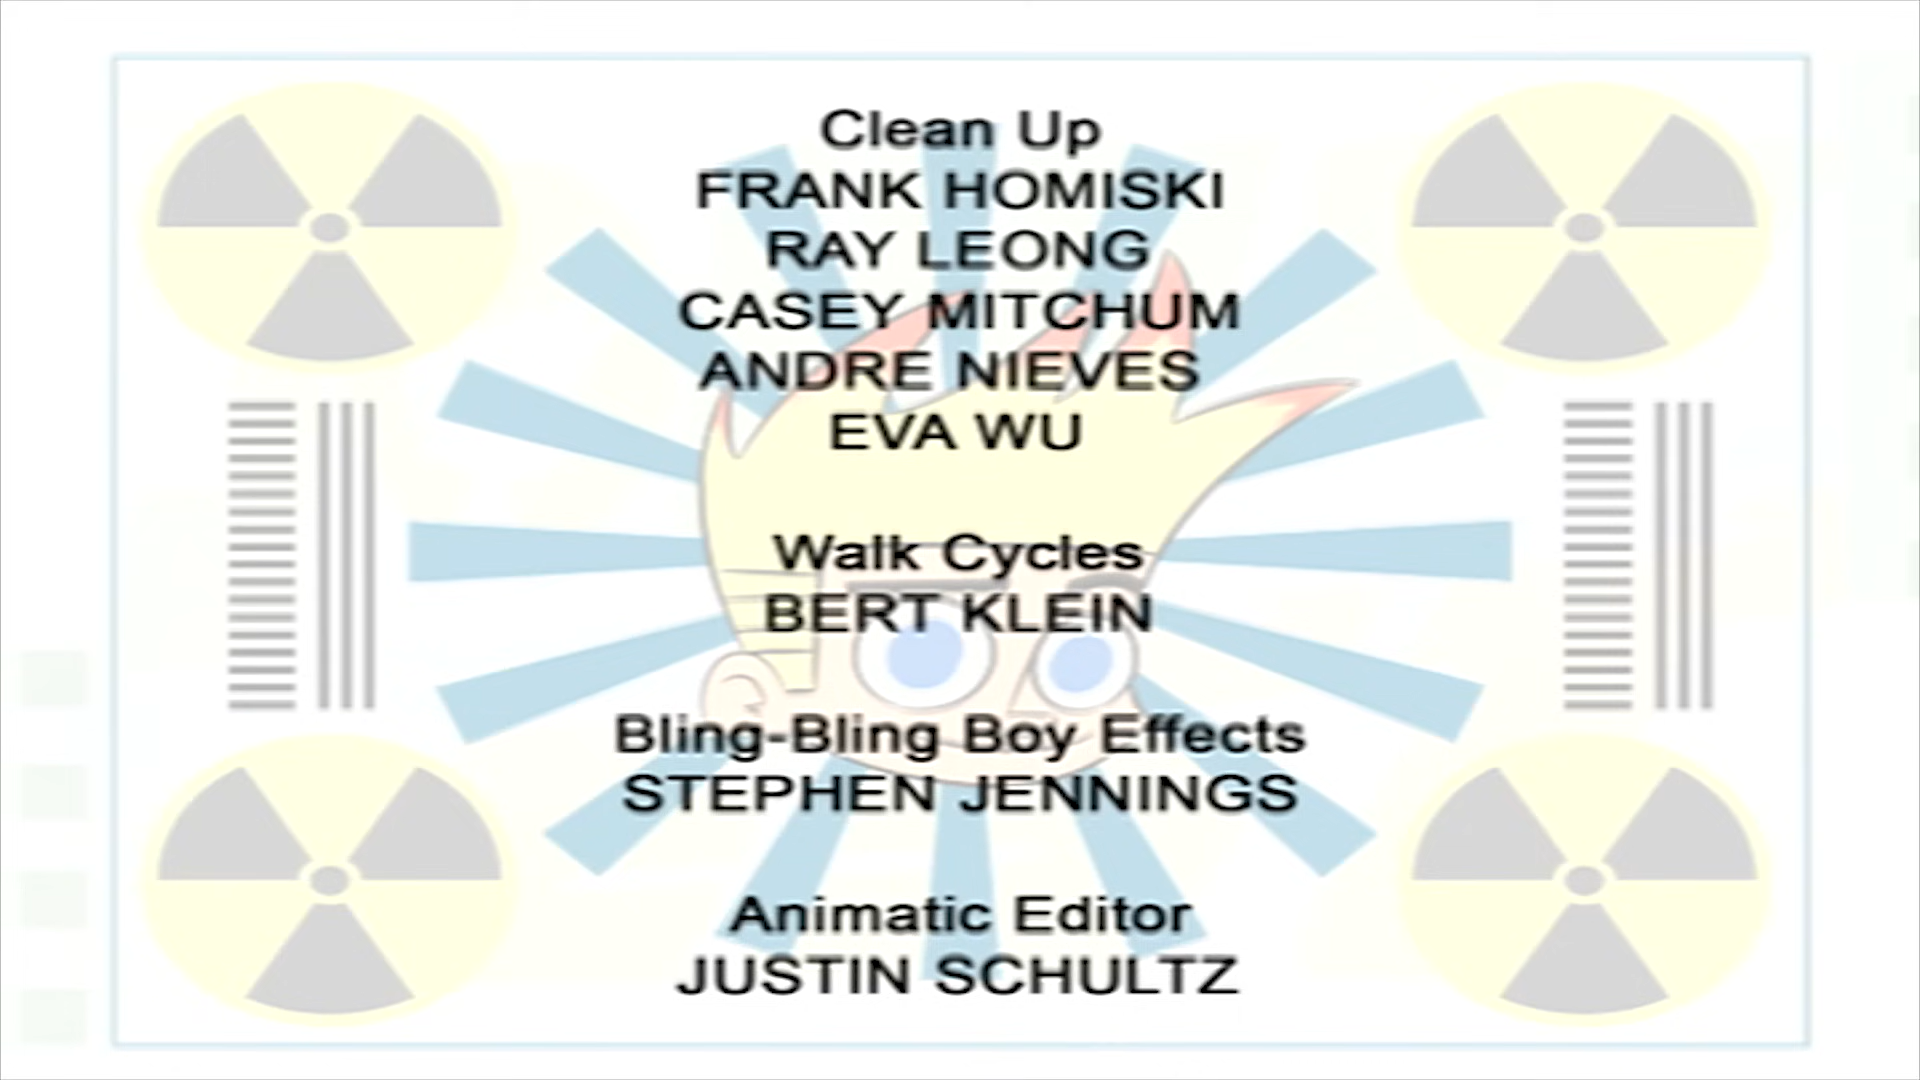 Clean Up
FRANK HOMISKI
RAY LEONG
CASEY MITCHUM
ANDRE NIEVES
EVA WU
Walk Cycles
BERT KLEIN
Bling-Bling Boy Effects
STEPHEN JENNINGS
Animatic Editor
JUSTIN SCHULTZ